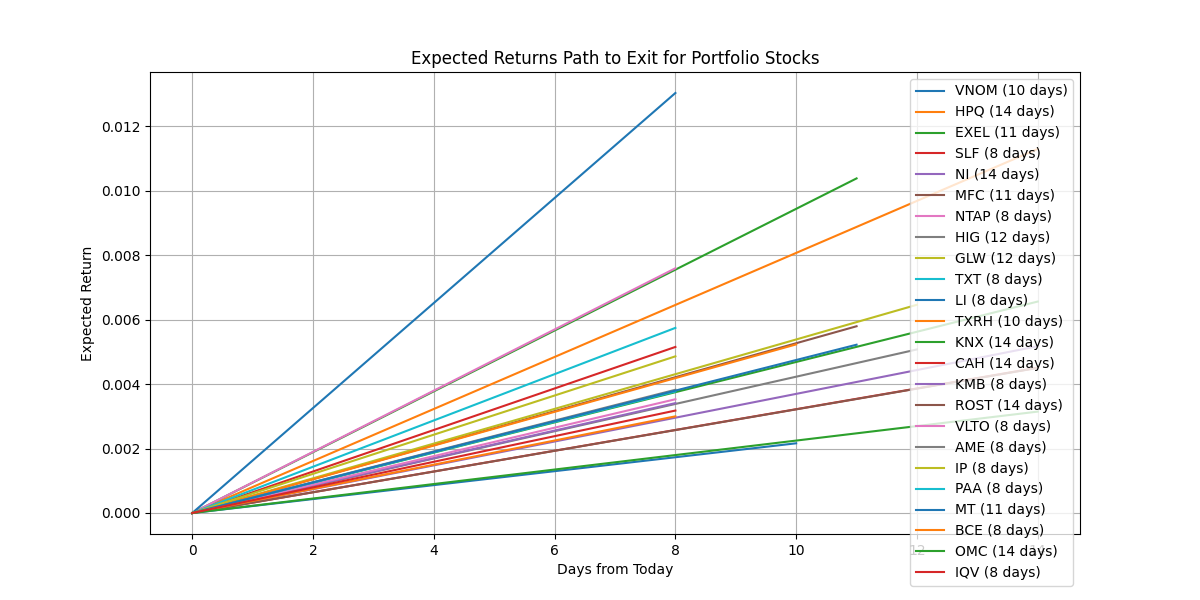 Expected Returns Path to Exit for Portfolio Stocks
Expected Return
0.012
0.010
0.008
0.006
0.004
0.002
0.000
0 2 4 6 8 10 12
Days from Today
VNOM (10 days)
HPQ (14 days)
EXEL (11 days)
SLF (8 days)
NI (14 days)
MFC (11 days)
NTAP (8 days)
HIG (12 days)
GLW (12 days)
TXT (8 days)
LI (8 days)
TXRH (10 days)
KNX (14 days)
CAH (14 days)
KMB (8 days)
ROST (14 days)
VLTO (8 days)
AME (8 days)
IP (8 days)
PAA (8 days)
MT (11 days)
BCE (8 days)
OMC (14 days)
IQV (8 days)